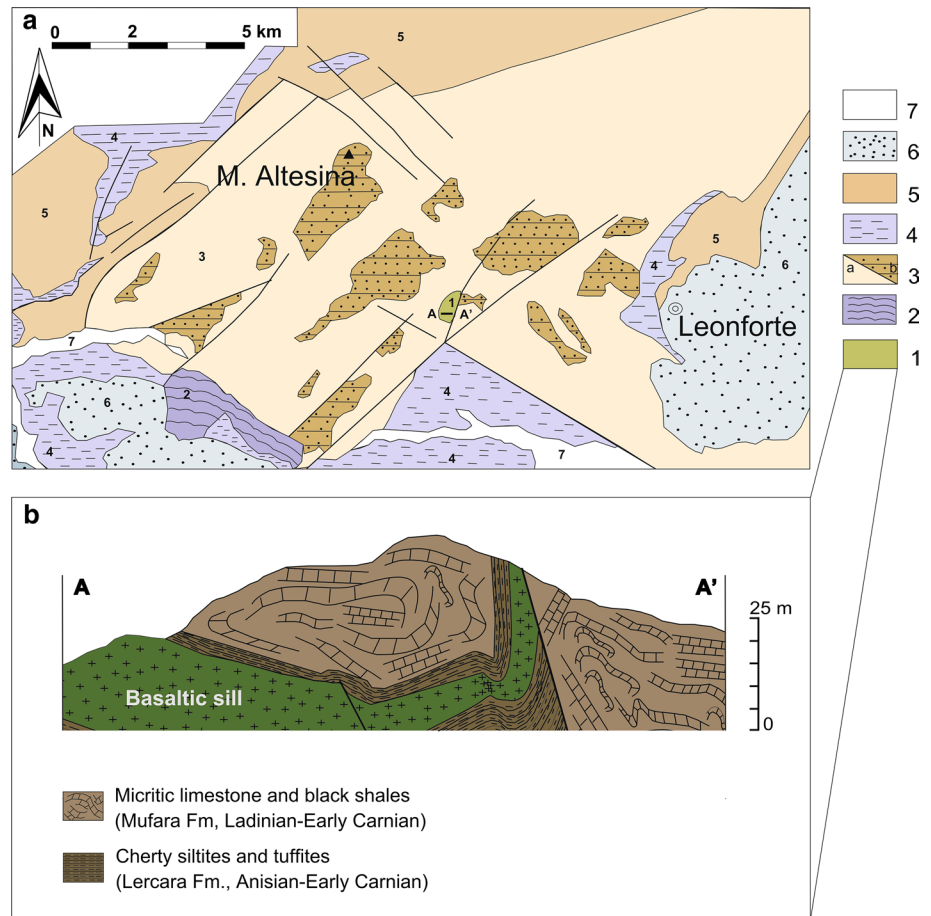 a
0 2 5 km
N
5
4
5
M. Altesina
3
1
A A'
4
5
6
Leonforte
7
2
6
4
4
4
7
7
6
5
4
a b 3
2
1
b
A
A'
25 m
0
Basaltic sill
Micritic limestone and black shales
(Mufara Fm, Ladinian-Early Carnian)
Cherty siltites and tuffites
(Lercara Fm., Anisian-Early Carnian)